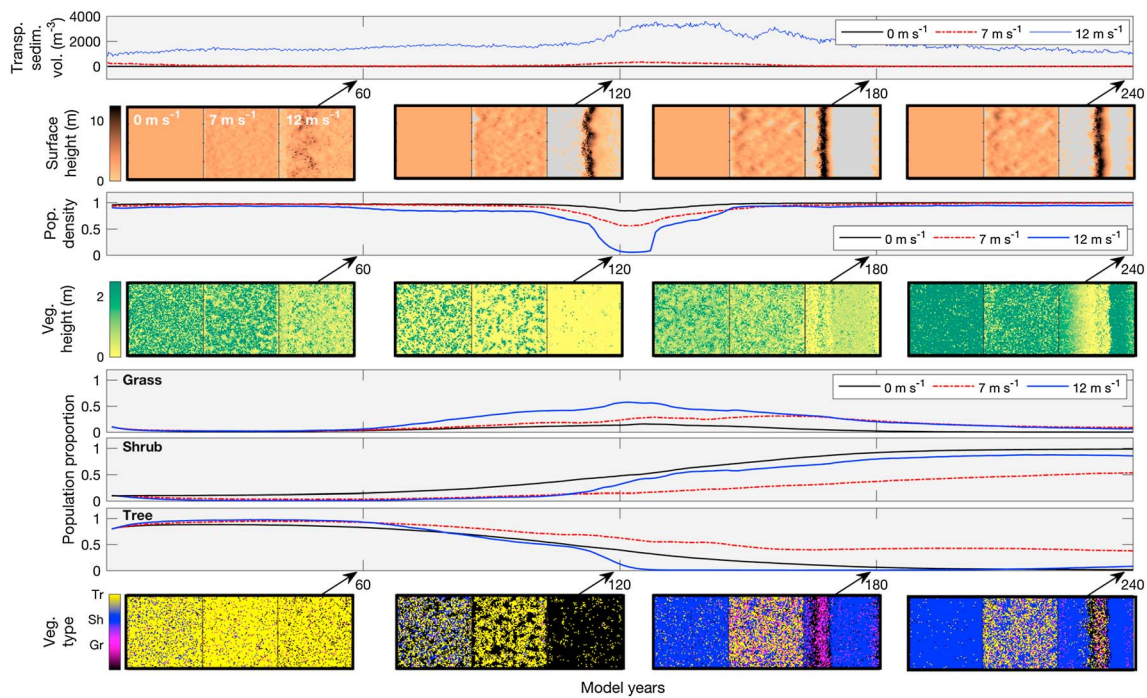 Transp.
sedim.
vol. (m⁻³)
4000
2000
0
0 m s⁻¹ 7 m s⁻¹ 12 m s⁻¹
60 120 180 240
Surface
height (m)
10
0
0 m s⁻¹ 7 m s⁻¹ 12 m s⁻¹
Pop.
density
1
0.5
0
0 m s⁻¹ 7 m s⁻¹ 12 m s⁻¹
60 120 180 240
Veg.
height (m)
2
0
Population proportion
Grass
1
0.5
0
0 m s⁻¹ 7 m s⁻¹ 12 m s⁻¹
Shrub
1
0.5
0
Tree
1
0.5
0
60 120 180 240
Veg.
type
Tr
Sh
Gr
Model years